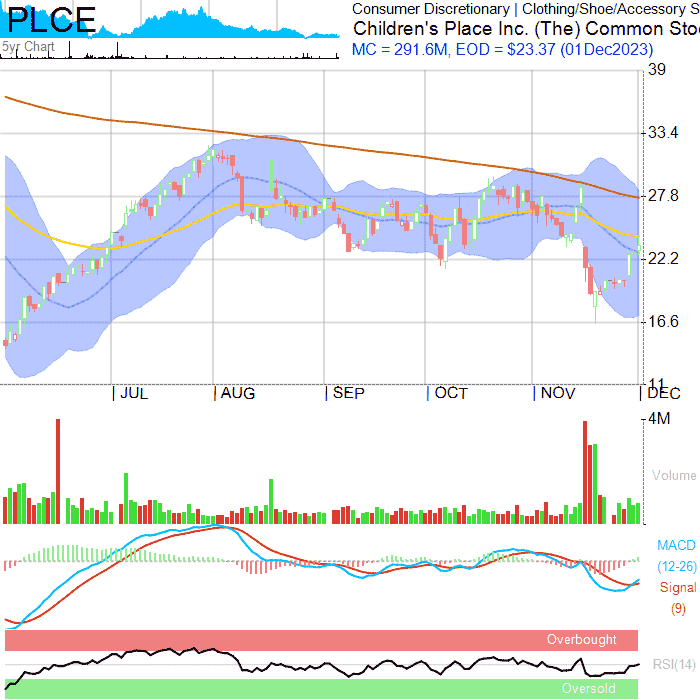 PLCE
Consumer Discretionary | Clothing/Shoe/Accessory S
Children's Place Inc. (The) Common Sto
MC = 291.6M, EOD = $23.37 (01Dec2023)
5yr Chart
39
33.4
27.8
22.2
16.6
11
JUL
AUG
SEP
OCT
NOV
DEC
4M
Volume
MACD
(12-26)
Signal
(9)
Overbought
RSI(14)
Oversold